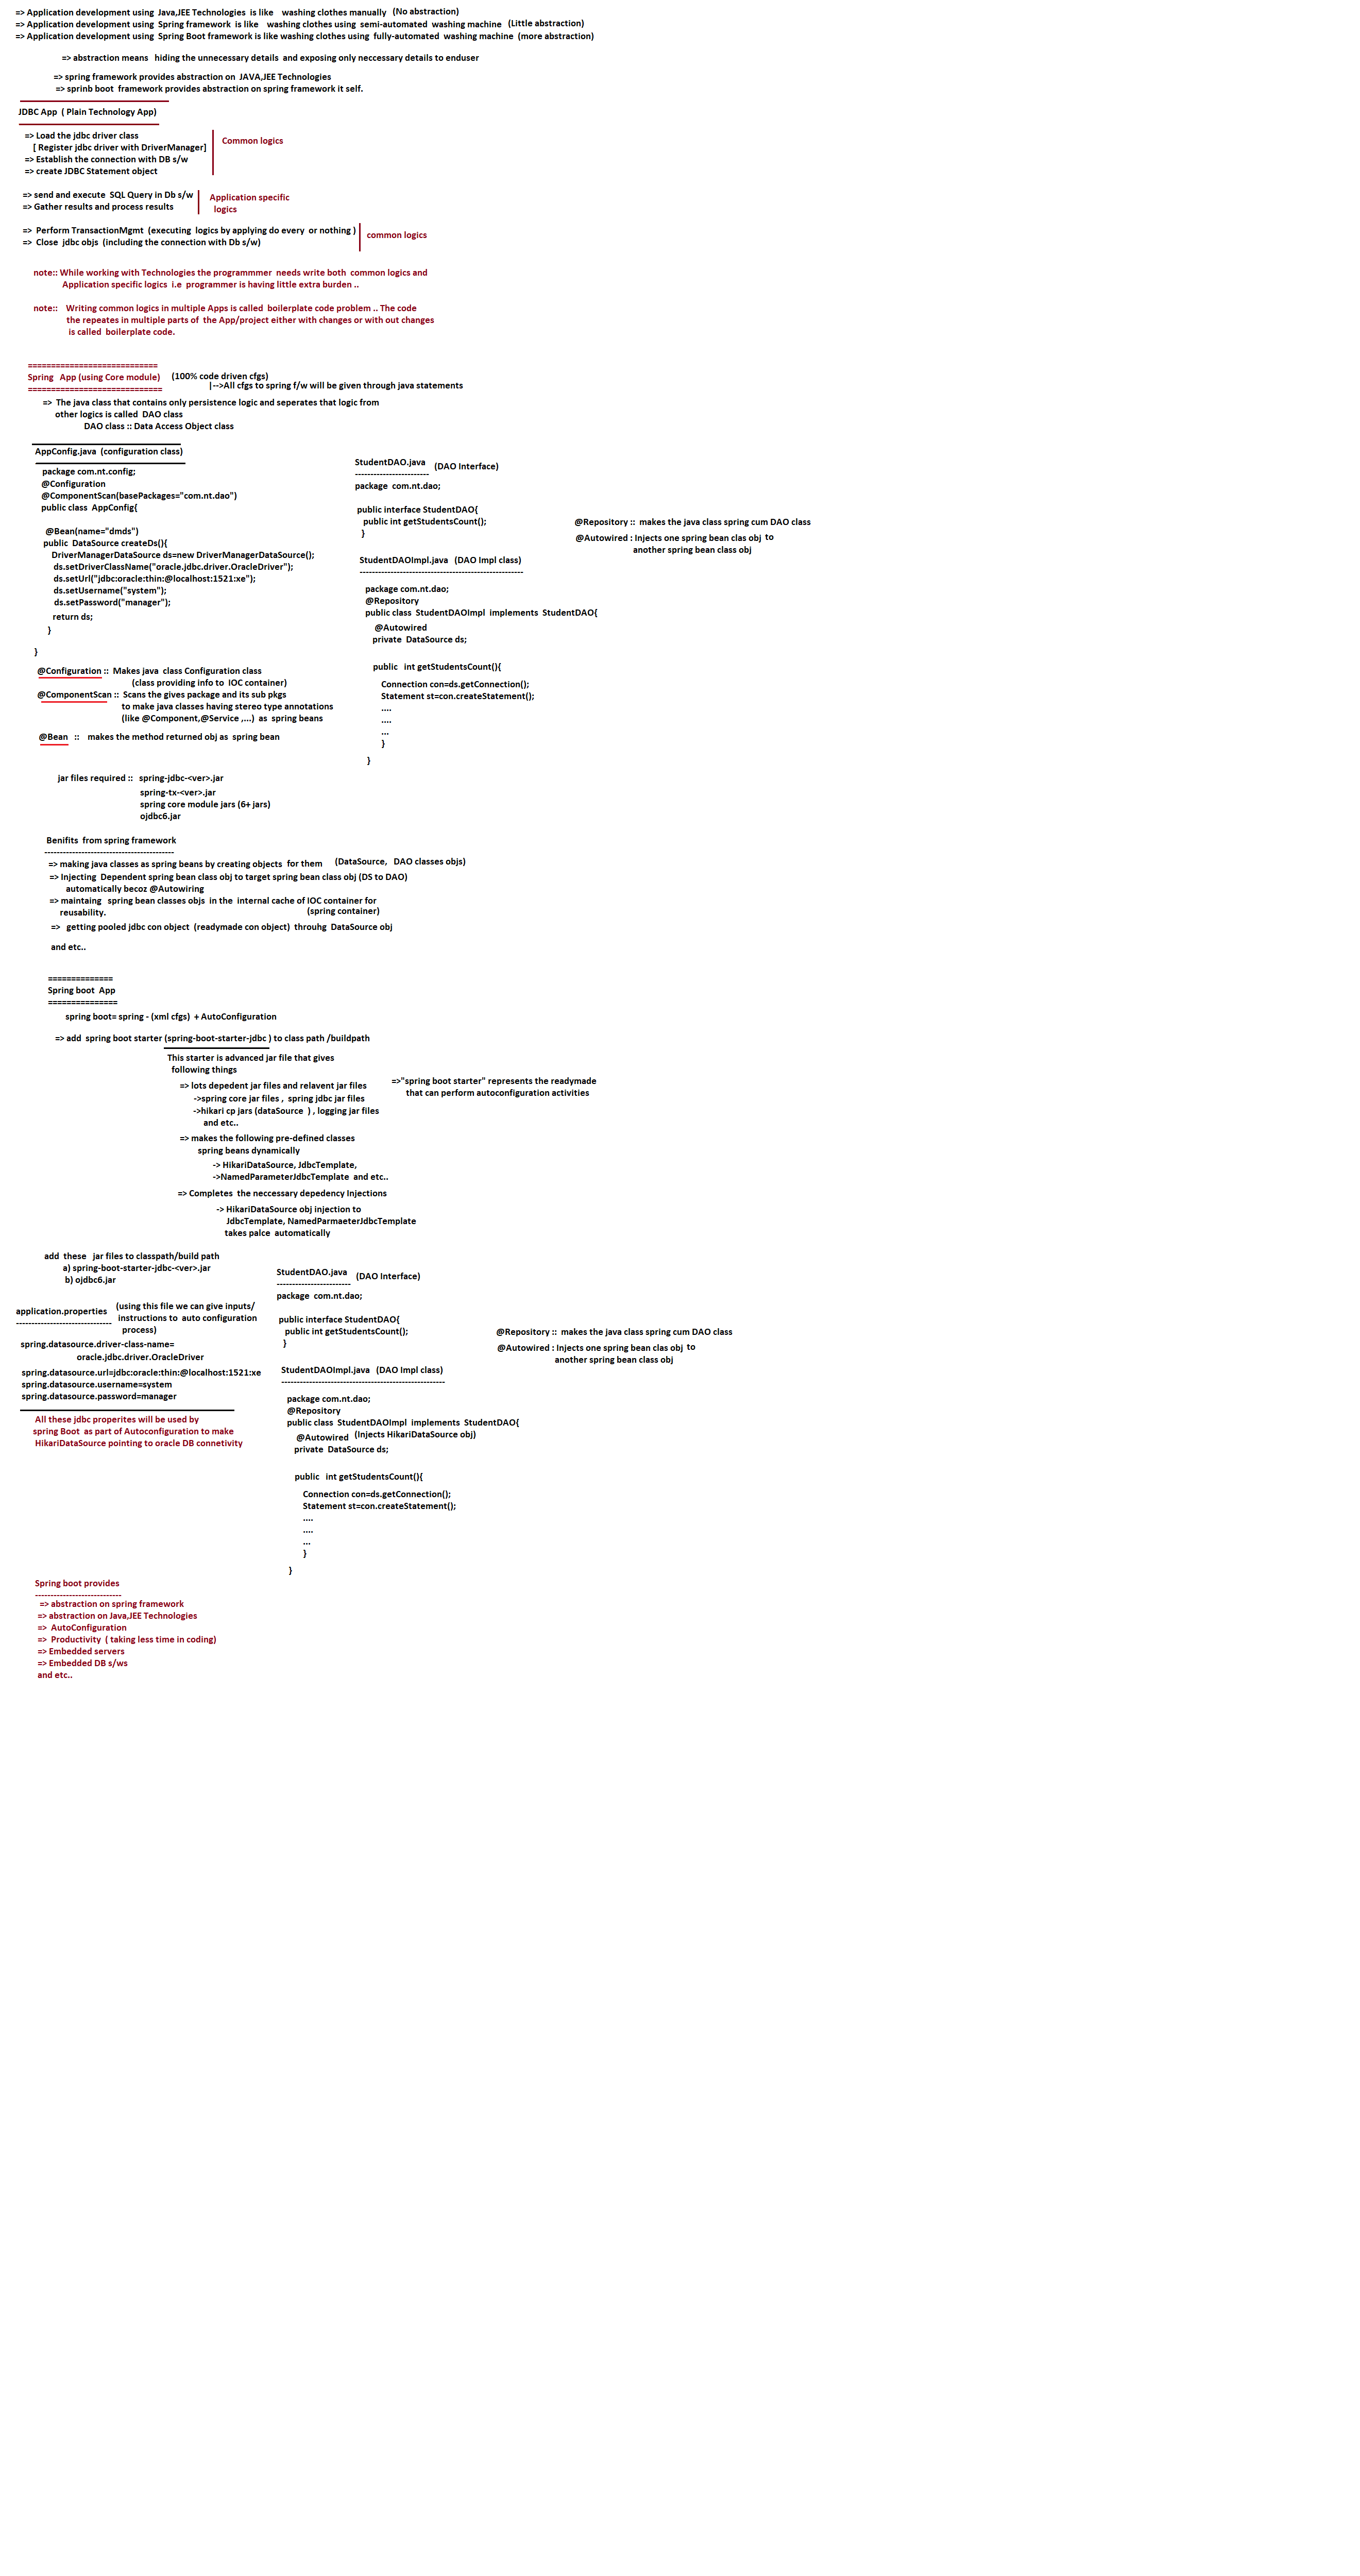 => Application development using Java,JEE Technologies is like washing clothes manually (No abstraction)
=> Application development using Spring framework is like washing clothes using semi-automated washing machine (Little abstraction)
=> Application development using Spring Boot framework is like washing clothes using fully-automated washing machine (more abstraction)
=> abstraction means hiding the unnecessary details and exposing only neccessary details to enduser
=> spring framework provides abstraction on JAVA,JEE Technologies
=> sprinb boot framework provides abstraction on spring framework it self.
JDBC App ( Plain Technology App)
=> Load the jdbc driver class
[ Register jdbc driver with DriverManager]
=> Establish the connection with DB s/w
=> create JDBC Statement object
Common logics
=> send and execute SQL Query in Db s/w
=> Gather results and process results
Application specific
logics
=> Perform TransactionMgmt (executing logics by applying do every or nothing )
=> Close jdbc objs (including the connection with Db s/w)
common logics
note:: While working with Technologies the programmmer needs write both common logics and
Application specific logics i.e programmer is having little extra burden ..
note:: Writing common logics in multiple Apps is called boilerplate code problem .. The code
the repeates in multiple parts of the App/project either with changes or with out changes
is called boilerplate code.
============================
Spring App (using Core module) (100% code driven cfgs)
=============================
|-->All cfgs to spring f/w will be given through java statements
=> The java class that contains only persistence logic and seperates that logic from
other logics is called DAO class
DAO class :: Data Access Object class
AppConfig.java (configuration class)
package com.nt.config;
@Configuration
@ComponentScan(basePackages="com.nt.dao")
public class AppConfig{
@Bean(name="dmds")
public DataSource createDs(){
DriverManagerDataSource ds=new DriverManagerDataSource();
ds.setDriverClassName("oracle.jdbc.driver.OracleDriver");
ds.setUrl("jdbc:oracle:thin:@localhost:1521:xe");
ds.setUsername("system");
ds.setPassword("manager");
return ds;
}
}
@Configuration :: Makes java class Configuration class
(class providing info to IOC container)
@ComponentScan :: Scans the gives package and its sub pkgs
to make java classes having stereo type annotations
(like @Component,@Service ,...) as spring beans
@Bean :: makes the method returned obj as spring bean
StudentDAO.java (DAO Interface)
------------------------
package com.nt.dao;
public interface StudentDAO{
public int getStudentsCount();
}
StudentDAOImpl.java (DAO Impl class)
-----------------------------------------------------
package com.nt.dao;
@Repository
public class StudentDAOImpl implements StudentDAO{
@Autowired
private DataSource ds;
public int getStudentsCount(){
Connection con=ds.getConnection();
Statement st=con.createStatement();
....
....
...
}
}
@Repository :: makes the java class spring cum DAO class
@Autowired : Injects one spring bean clas obj to
another spring bean class obj
jar files required :: spring-jdbc-<ver>.jar
spring-tx-<ver>.jar
spring core module jars (6+ jars)
ojdbc6.jar
Benifits from spring framework
------------------------------------------
=> making java classes as spring beans by creating objects for them (DataSource, DAO classes objs)
=> Injecting Dependent spring bean class obj to target spring bean class obj (DS to DAO)
automatically becoz @Autowiring
=> maintaing spring bean classes objs in the internal cache of IOC container for
reusability. (spring container)
=> getting pooled jdbc con object (readymade con object) throuhg DataSource obj
and etc..
==============
Spring boot App
===============
spring boot= spring - (xml cfgs) + AutoConfiguration
=> add spring boot starter (spring-boot-starter-jdbc ) to class path /buildpath
This starter is advanced jar file that gives
following things
=> lots depedent jar files and relavent jar files
->spring core jar files , spring jdbc jar files
->hikari cp jars (dataSource ) , logging jar files
and etc..
=>"spring boot starter" represents the readymade
that can perform autoconfiguration activities
=> makes the following pre-defined classes
spring beans dynamically
-> HikariDataSource, JdbcTemplate,
->NamedParameterJdbcTemplate and etc..
=> Completes the neccessary depedency Injections
-> HikariDataSource obj injection to
JdbcTemplate, NamedParmaeterJdbcTemplate
takes palce automatically
add these jar files to classpath/build path
a) spring-boot-starter-jdbc-<ver>.jar
b) ojdbc6.jar
application.properties (using this file we can give inputs/
instructions to auto configuration
process)
-------------------------------
spring.datasource.driver-class-name=
oracle.jdbc.driver.OracleDriver
spring.datasource.url=jdbc:oracle:thin:@localhost:1521:xe
spring.datasource.username=system
spring.datasource.password=manager
All these jdbc properites will be used by
spring Boot as part of Autoconfiguration to make
HikariDataSource pointing to oracle DB connetivity
StudentDAO.java (DAO Interface)
------------------------
package com.nt.dao;
public interface StudentDAO{
public int getStudentsCount();
}
StudentDAOImpl.java (DAO Impl class)
-----------------------------------------------------
package com.nt.dao;
@Repository
public class StudentDAOImpl implements StudentDAO{
@Autowired (Injects HikariDataSource obj)
private DataSource ds;
public int getStudentsCount(){
Connection con=ds.getConnection();
Statement st=con.createStatement();
....
....
...
}
}
@Repository :: makes the java class spring cum DAO class
@Autowired : Injects one spring bean clas obj to
another spring bean class obj
Spring boot provides
----------------------------
=> abstraction on spring framework
=> abstraction on Java,JEE Technologies
=> AutoConfiguration
=> Productivity ( taking less time in coding)
=> Embedded servers
=> Embedded DB s/ws
and etc..